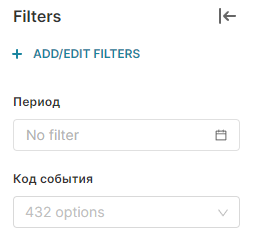 Filters
ADD/EDIT FILTERS
Период
No filter
Код события
432 options